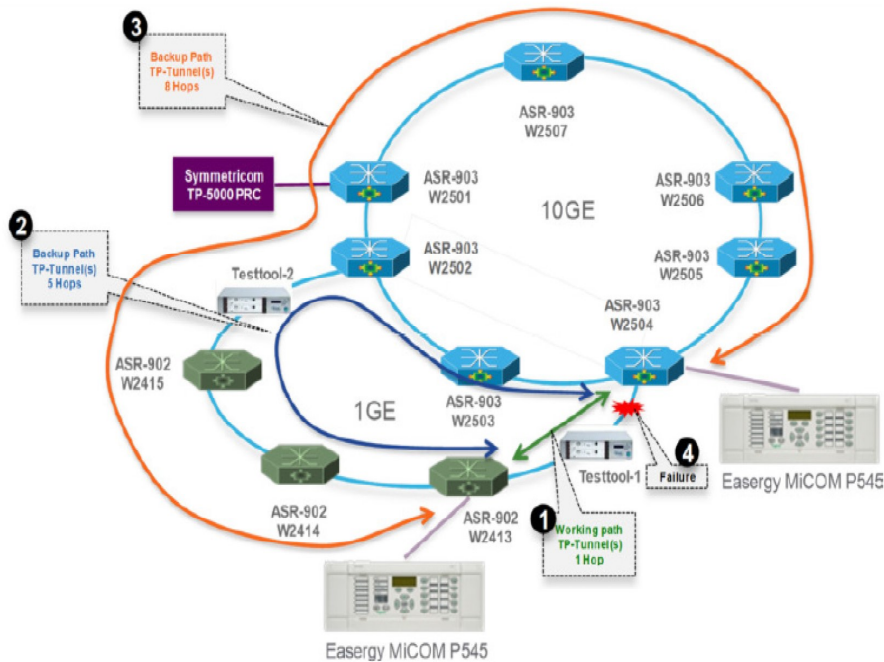 3
Backup Path
TP-Tunnel(s)
8 Hops
ASR-903
W2507
Symmetricom
TP-5000 PRC
ASR-903
W2501
10GE
ASR-903
W2506
2
Backup Path
TP-Tunnel(s)
5 Hops
Testtool-2
ASR-903
W2502
ASR-903
W2505
ASR-903
W2504
ASR-902
W2415
1GE
ASR-903
W2503
ASR-902
W2414
ASR-902
W2413
Testtool-1
4
Failure
Easergy MiCOM P545
1
Working path
TP-Tunnel(s)
1 Hop
Easergy MiCOM P545